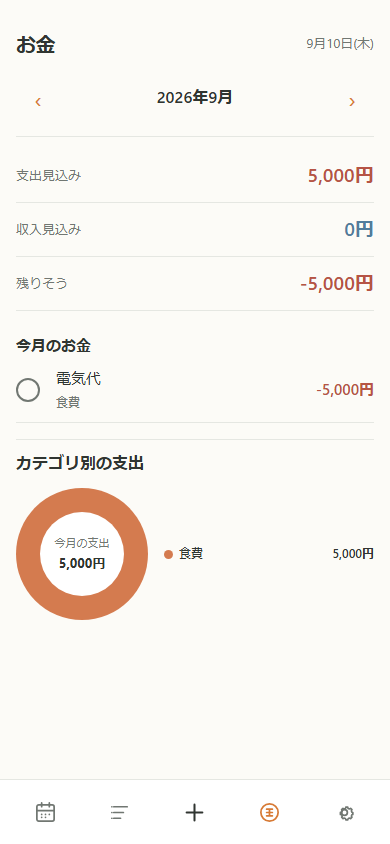 お金
9月10日(木)
‹ 2026年9月 ›
支出見込み 5,000円
収入見込み 0円
残りそう -5,000円
今月のお金
電気代
食費
-5,000円
カテゴリ別の支出
今月の支出
5,000円
食費 5,000円